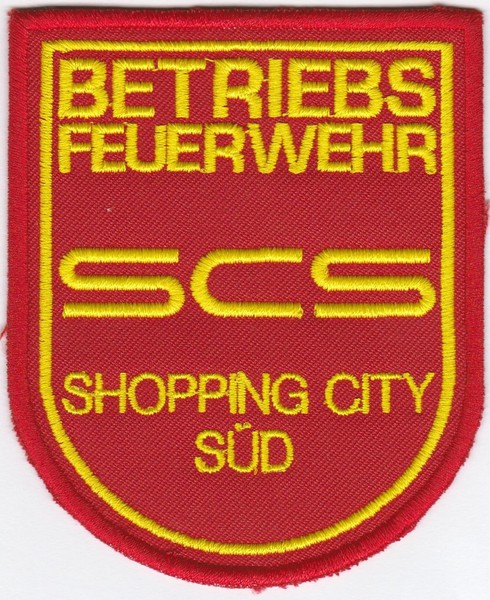 BETRIEBS
FEUERWEHR
SCS
SHOPPING CITY
SÜD